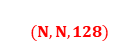 (N, N, 128)